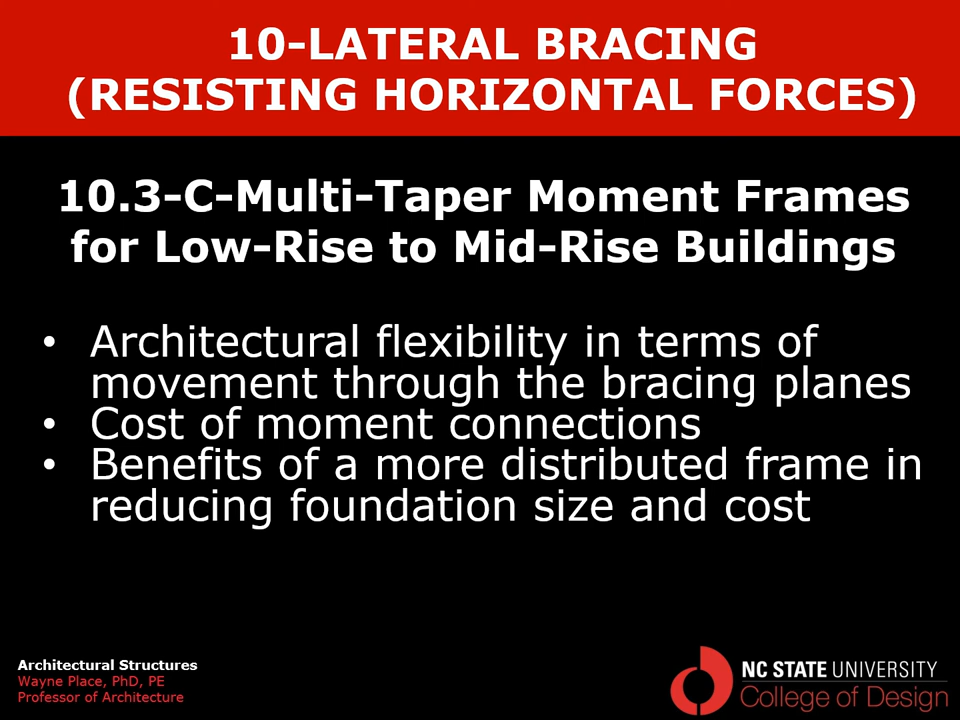 10-LATERAL BRACING
(RESISTING HORIZONTAL FORCES)
10.3-C-Multi-Taper Moment Frames
for Low-Rise to Mid-Rise Buildings
• Architectural flexibility in terms of
movement through the bracing planes
• Cost of moment connections
• Benefits of a more distributed frame in
reducing foundation size and cost
Architectural Structures
Wayne Place, PhD, PE
Professor of Architecture
NC STATE UNIVERSITY
College of Design